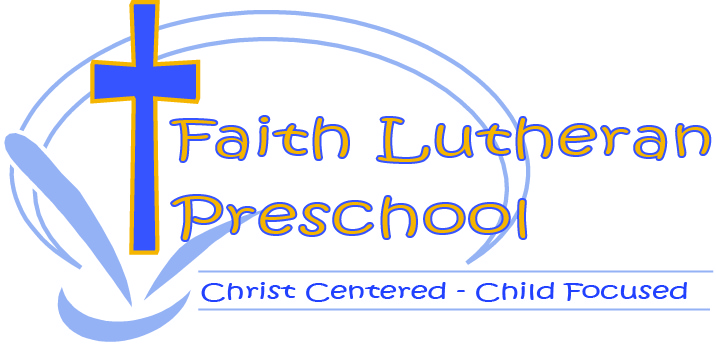 Faith Lutheran
Preschool
Christ Centered - Child Focused